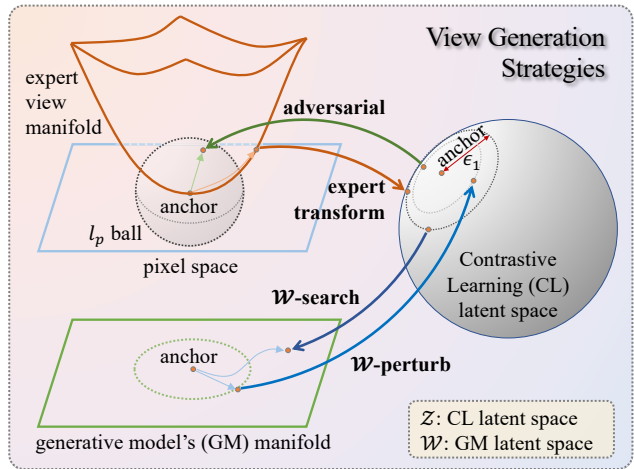 View Generation
Strategies
expert
view
manifold
adversarial
anchor
ϵ₁
anchor
expert
transform
l_p ball
pixel space
Contrastive
Learning (CL)
latent space
𝒲-search
anchor
𝒲-perturb
generative model's (GM) manifold
𝒵: CL latent space
𝒲: GM latent space